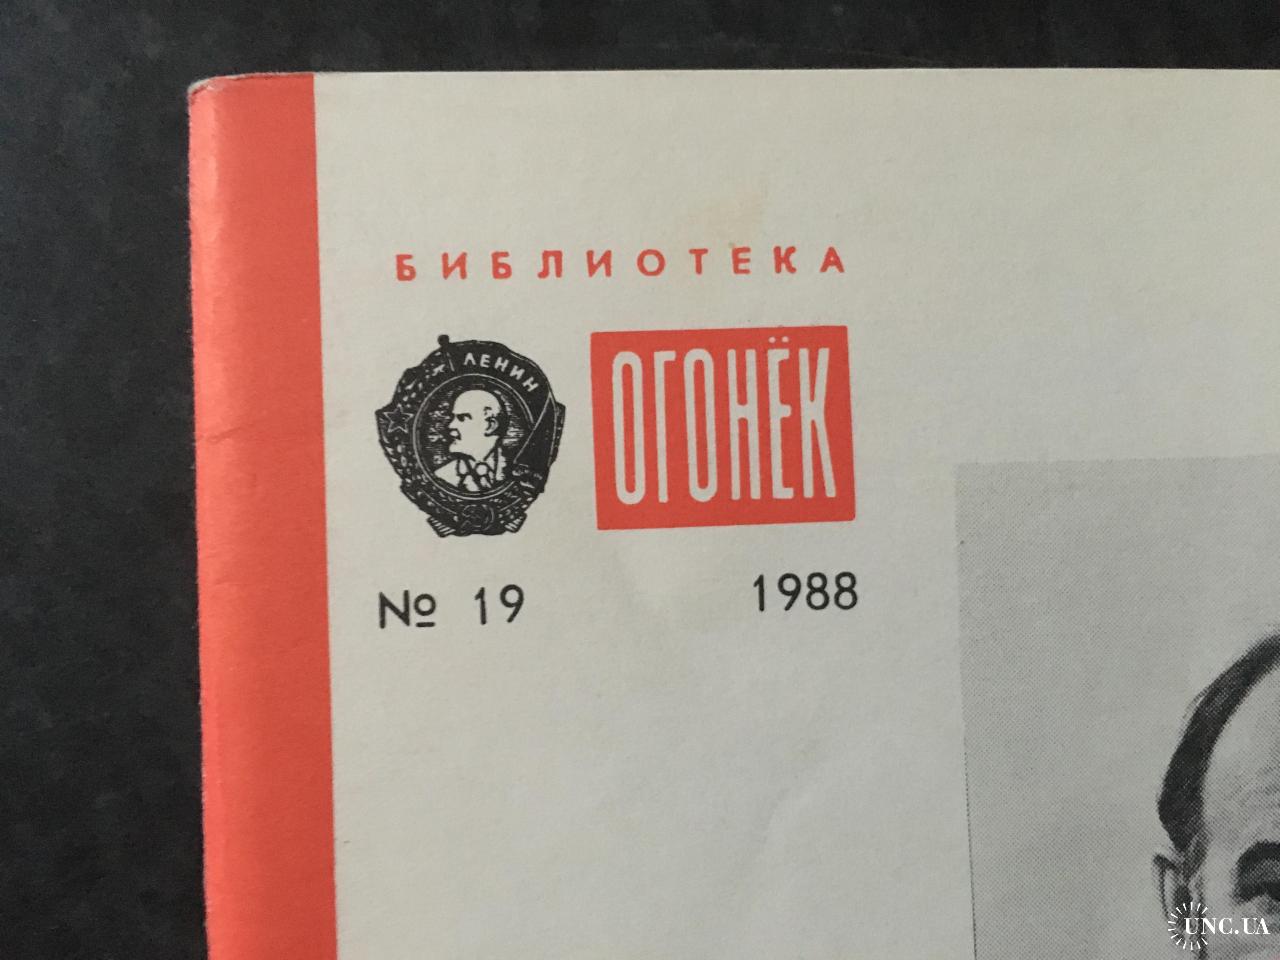 БИБЛИОТЕКА
ЛЕНИН
ОГОНЁК
№ 19 1988
UNC.UA